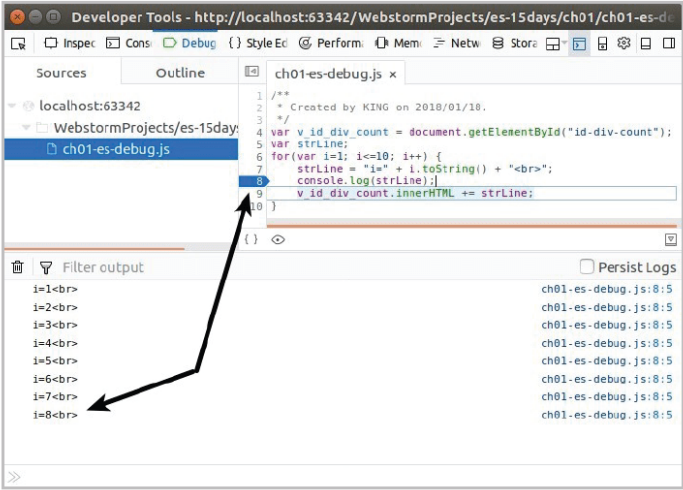 Developer Tools - http://localhost:63342/WebstormProjects/es-15days/ch01/ch01-es-de
Inspec Cons Debug { } Style Ed Perform Mem Netw Stora
Sources Outline ch01-es-debug.js ×
localhost:63342
WebstormProjects/es-15day
ch01-es-debug.js
1 /**
2 * Created by KING on 2018/01/10.
3 */
4 var v_id_div_count = document.getElementById("id-div-count");
5 var strLine;
6 for(var i=1; i<=10; i++) {
7 strLine = "i=" + i.toString() + "<br>";
8 console.log(strLine);
9 v_id_div_count.innerHTML += strLine;
10 }
{ }
Filter output Persist Logs
i=1<br> ch01-es-debug.js:8:5
i=2<br> ch01-es-debug.js:8:5
i=3<br> ch01-es-debug.js:8:5
i=4<br> ch01-es-debug.js:8:5
i=5<br> ch01-es-debug.js:8:5
i=6<br> ch01-es-debug.js:8:5
i=7<br> ch01-es-debug.js:8:5
i=8<br> ch01-es-debug.js:8:5